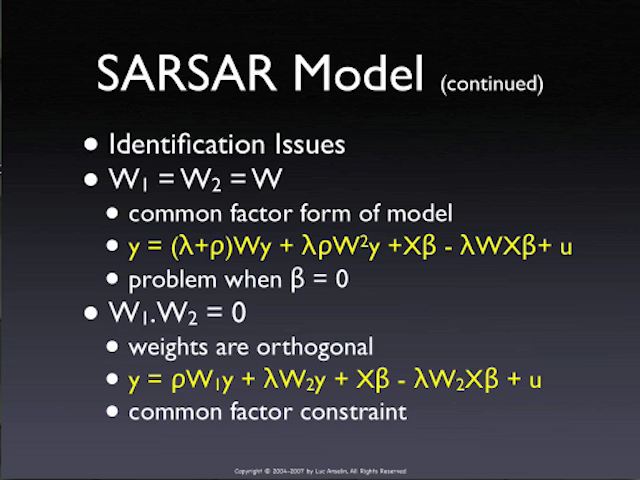 SARSAR Model (continued)
• Identification Issues
• W₁ = W₂ = W
• common factor form of model
• y = (λ+ρ)Wy + λρW²y +Xβ - λWXβ+ u
• problem when β = 0
• W₁.W₂ = 0
• weights are orthogonal
• y = ρW₁y + λW₂y + Xβ - λW₂Xβ + u
• common factor constraint
Copyright © 2004-2007 by Luc Anselin, All Rights Reserved